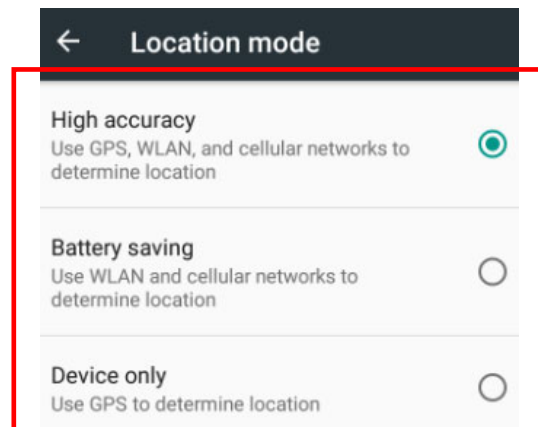 Location mode
High accuracy
Use GPS, WLAN, and cellular networks to
determine location
Battery saving
Use WLAN and cellular networks to
determine location
Device only
Use GPS to determine location